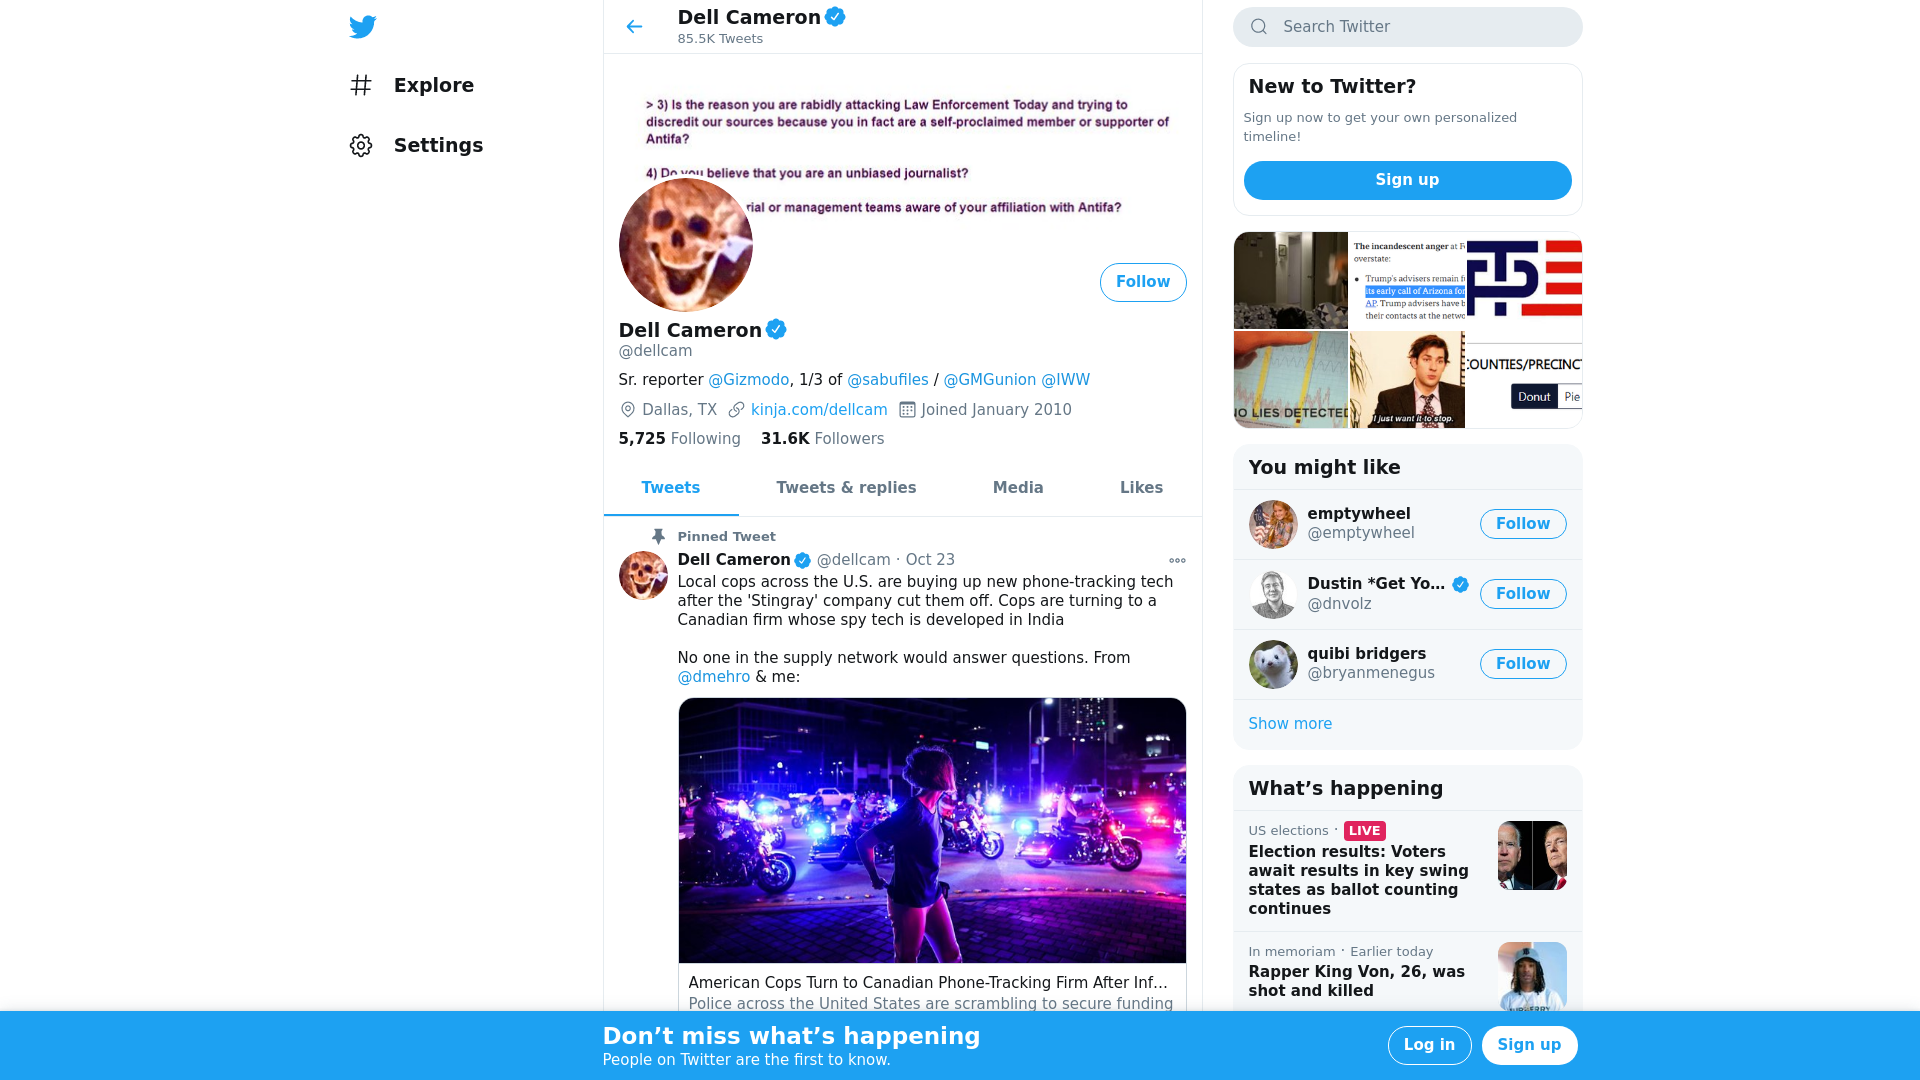 Explore
Settings
Dell Cameron
85.5K Tweets
> 3) Is the reason you are rabidly attacking Law Enforcement Today and trying to
discredit our sources because you in fact are a self-proclaimed member or supporter of
Antifa?
4) Do you believe that you are an unbiased journalist?
rial or management teams aware of your affiliation with Antifa?
Follow
Dell Cameron
@dellcam
Sr. reporter @Gizmodo, 1/3 of @sabufiles / @GMGunion @IWW
Dallas, TX kinja.com/dellcam Joined January 2010
5,725 Following 31.6K Followers
Tweets Tweets & replies Media Likes
Pinned Tweet
Dell Cameron @dellcam · Oct 23
Local cops across the U.S. are buying up new phone-tracking tech
after the 'Stingray' company cut them off. Cops are turning to a
Canadian firm whose spy tech is developed in India
No one in the supply network would answer questions. From
@dmehro & me:
American Cops Turn to Canadian Phone-Tracking Firm After Inf...
Police across the United States are scrambling to secure funding
Search Twitter
New to Twitter?
Sign up now to get your own personalized
timeline!
Sign up
The incandescent anger at F
overstate:
• Trump's advisers remain f
its early call of Arizona for
AP. Trump advisers have b
their contacts at the netwo
NO LIES DETECTED
I just want it to stop.
COUNTIES/PRECINCT
Donut Pie
You might like
emptywheel
@emptywheel
Follow
Dustin *Get Yo...
@dnvolz
Follow
quibi bridgers
@bryanmenegus
Follow
Show more
What’s happening
US elections · LIVE
Election results: Voters
await results in key swing
states as ballot counting
continues
In memoriam · Earlier today
Rapper King Von, 26, was
shot and killed
Don’t miss what’s happening
People on Twitter are the first to know.
Log in
Sign up